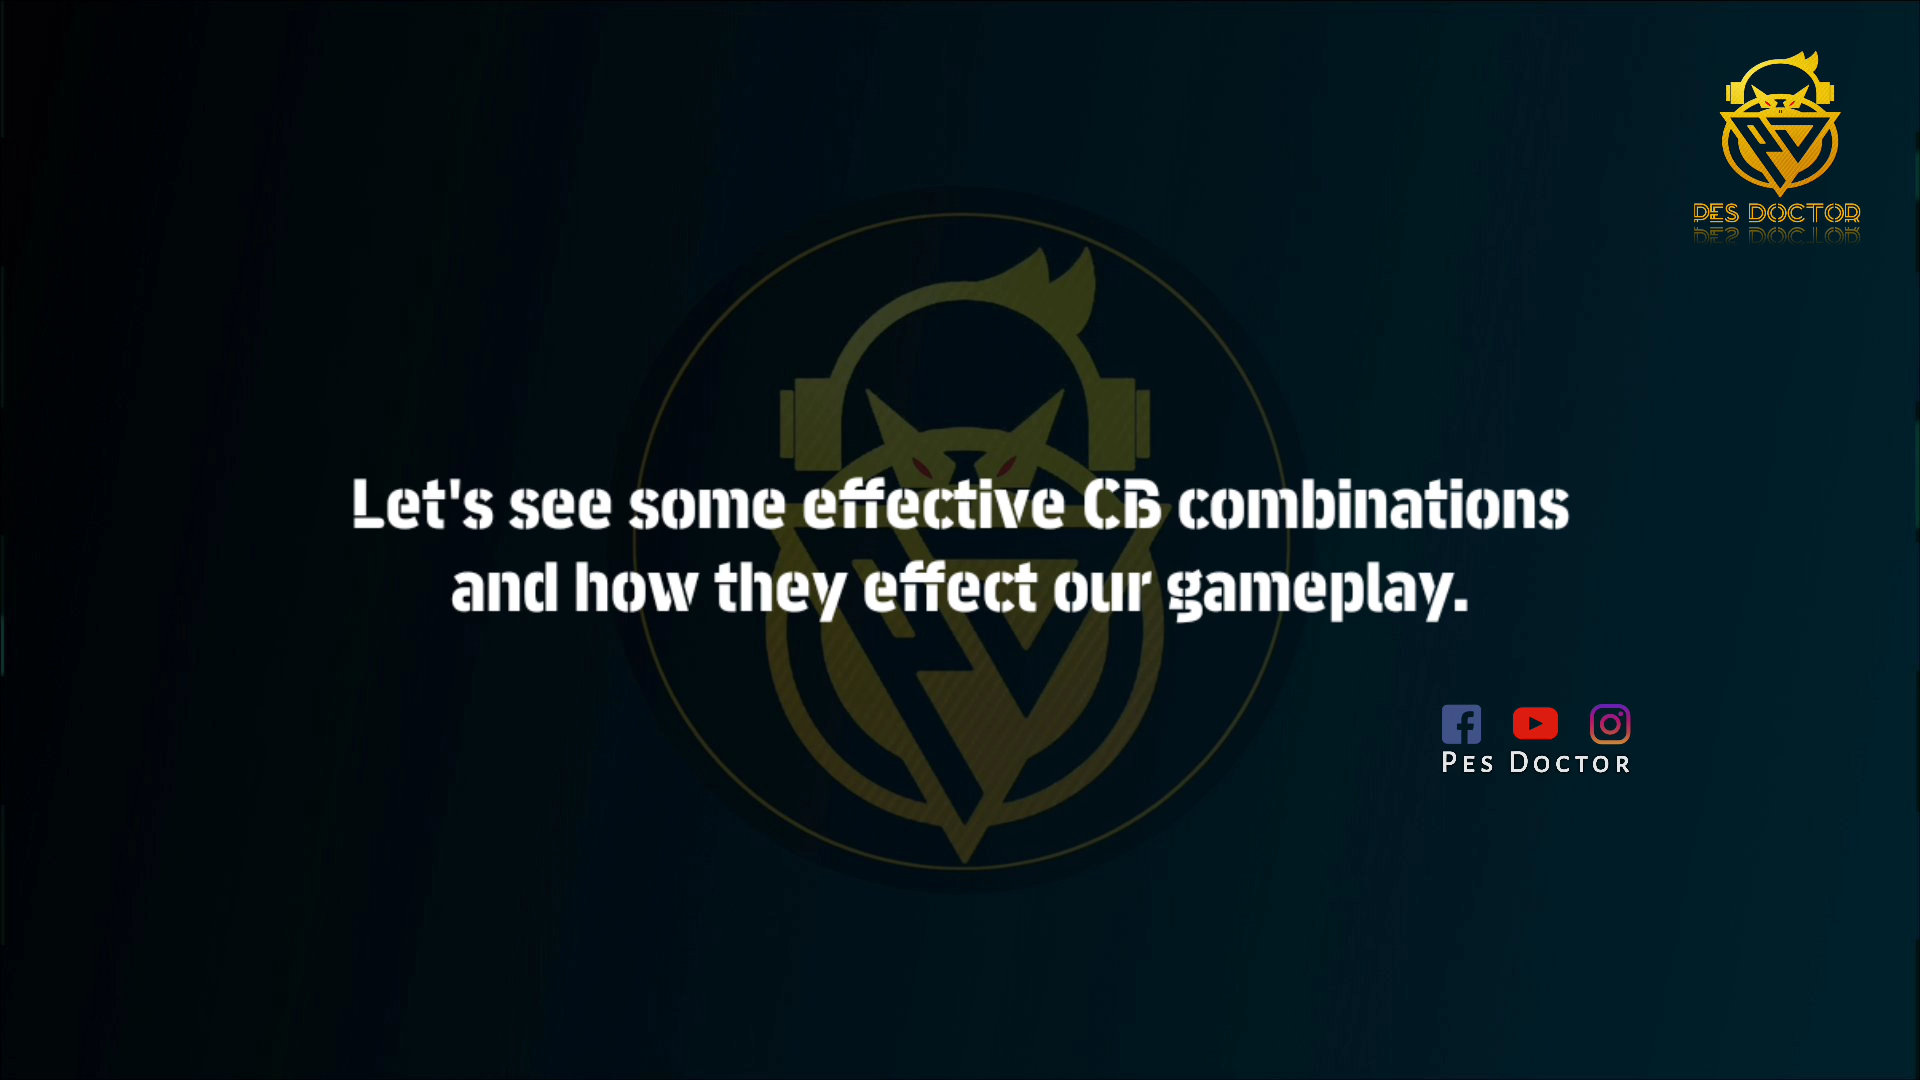 PES DOCTOR
Let's see some effective CB combinations
and how they effect our gameplay.
Pes Doctor